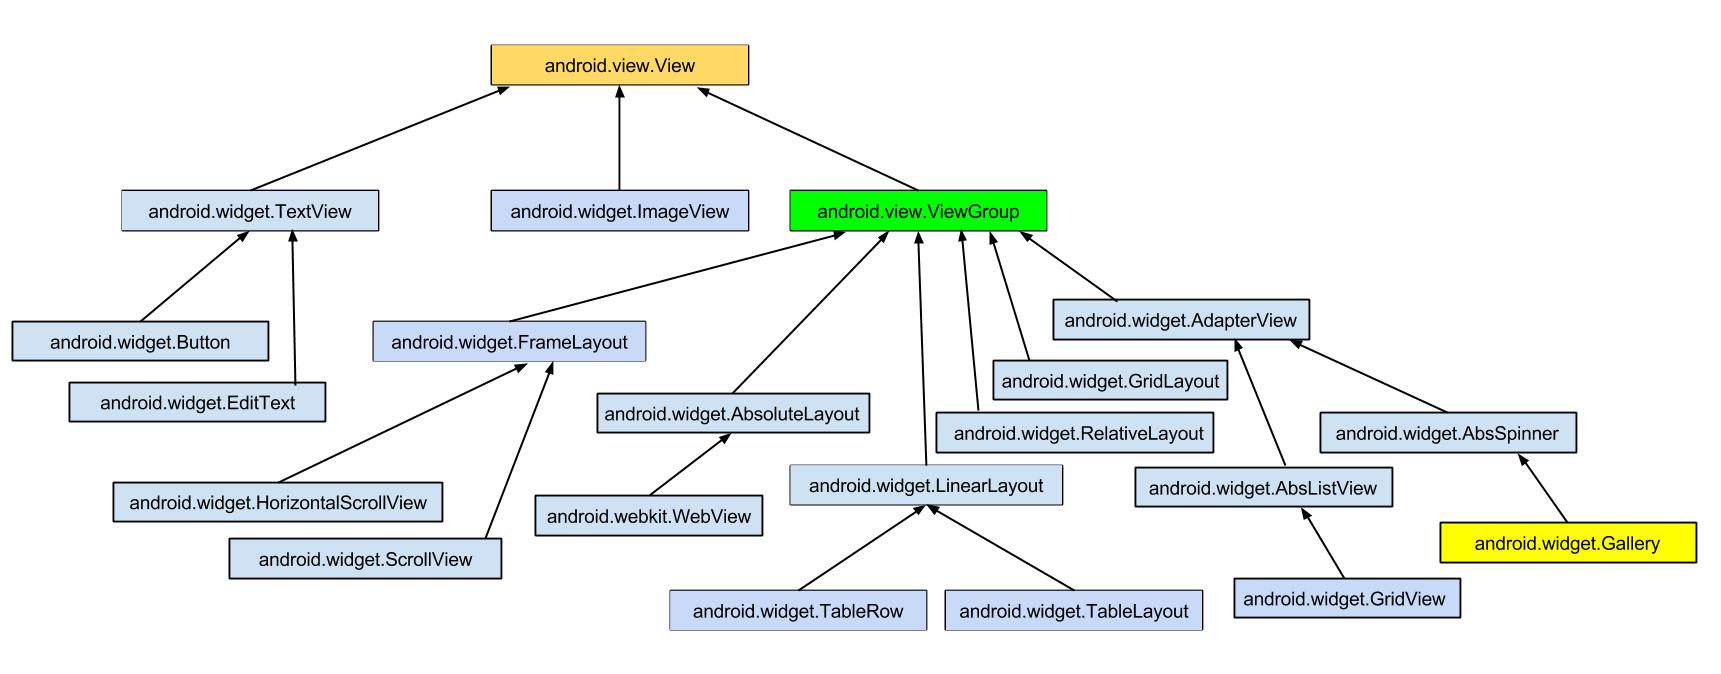 android.view.View
android.widget.TextView
android.widget.ImageView
android.view.ViewGroup
android.widget.AdapterView
android.widget.Button
android.widget.FrameLayout
android.widget.GridLayout
android.widget.EditText
android.widget.AbsoluteLayout
android.widget.RelativeLayout
android.widget.AbsSpinner
android.widget.LinearLayout
android.widget.AbsListView
android.widget.HorizontalScrollView
android.webkit.WebView
android.widget.Gallery
android.widget.ScrollView
android.widget.GridView
android.widget.TableRow
android.widget.TableLayout